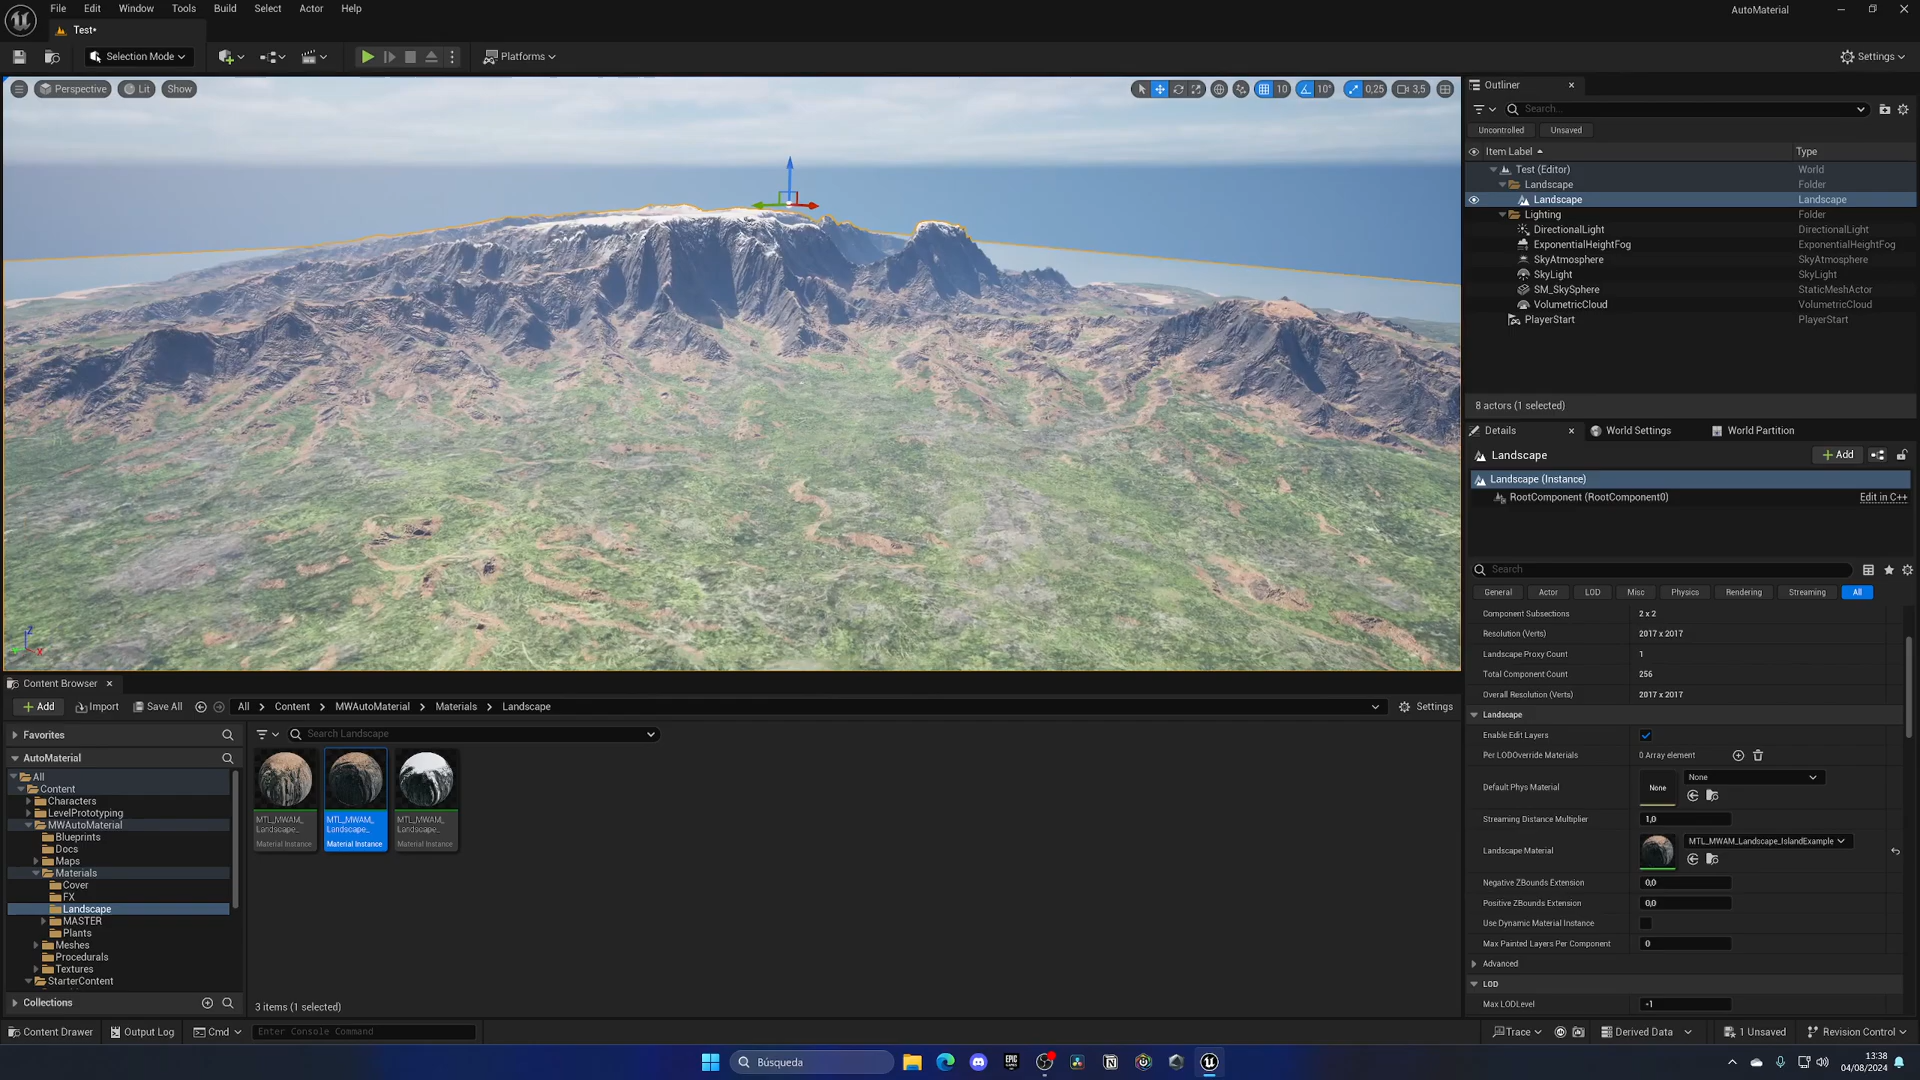 File Edit Window Tools Build Select Actor Help
AutoMaterial
Test*
Selection Mode
Platforms
Settings
Perspective Lit Show
10 10° 0,25 3,5
Outliner
Search...
Uncontrolled Unsaved
Item Label Type
Test (Editor) World
Landscape Folder
Landscape Landscape
Lighting Folder
DirectionalLight DirectionalLight
ExponentialHeightFog ExponentialHeightFog
SkyAtmosphere SkyAtmosphere
SkyLight SkyLight
SM_SkySphere StaticMeshActor
VolumetricCloud VolumetricCloud
PlayerStart PlayerStart
8 actors (1 selected)
Details World Settings World Partition
Landscape
Add
Landscape (Instance)
RootComponent (RootComponent0) Edit in C++
Search
General Actor LOD Misc Physics Rendering Streaming All
Component Subsections 2 x 2
Resolution (Verts) 2017 x 2017
Landscape Proxy Count 1
Total Component Count 256
Overall Resolution (Verts) 2017 x 2017
Landscape
Enable Edit Layers
Per LODOverride Materials 0 Array element
Default Phys Material None None
Streaming Distance Multiplier 1,0
Landscape Material MTL_MWAM_Landscape_IslandExample
Negative ZBounds Extension 0,0
Positive ZBounds Extension 0,0
Use Dynamic Material Instance
Max Painted Layers Per Component 0
Advanced
LOD
Max LODLevel -1
Content Browser
Add Import Save All All Content MWAutoMaterial Materials Landscape Settings
Favorites
Search Landscape
AutoMaterial
All
Content
Characters
LevelPrototyping
MWAutoMaterial
Blueprints
Docs
Maps
Materials
Cover
FX
Landscape
MASTER
Plants
Meshes
Procedurals
Textures
StarterContent
Collections
MTL_MWAM_ Landscape_ Material Instance
MTL_MWAM_ Landscape_ Material Instance
MTL_MWAM_ Landscape_ Material Instance
3 items (1 selected)
Content Drawer Output Log Cmd Enter Console Command
Trace Derived Data 1 Unsaved Revision Control
Búsqueda
13:38
04/08/2024